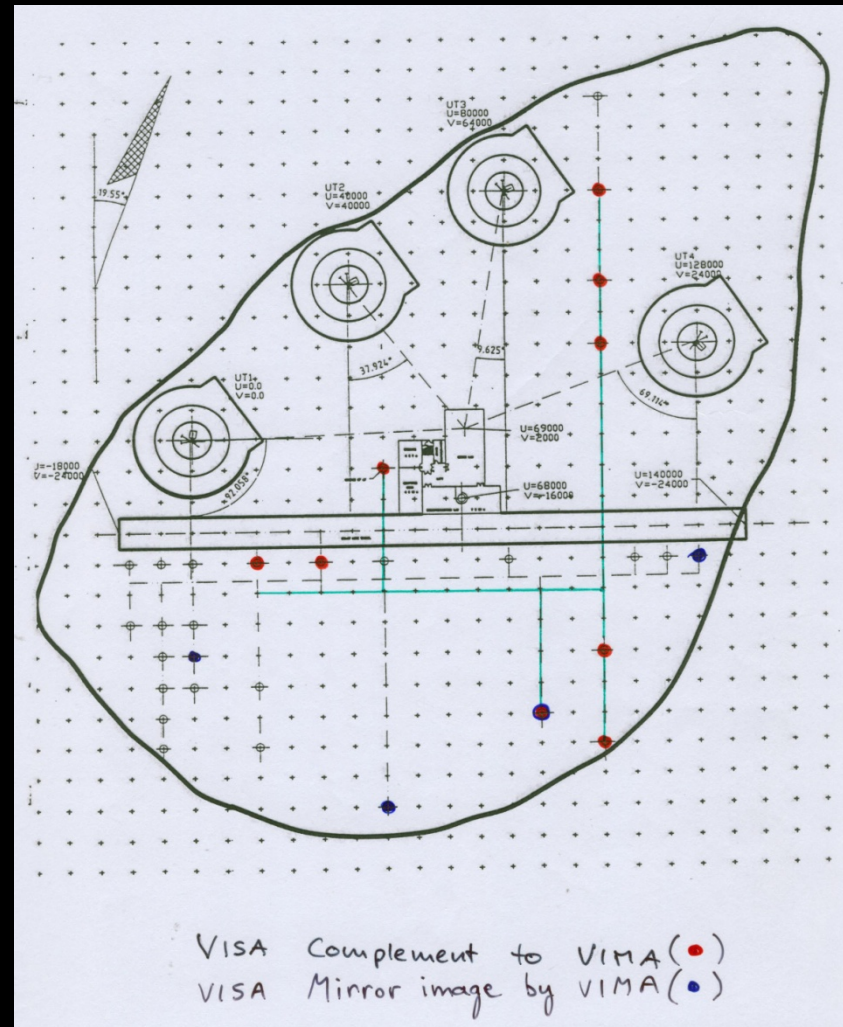 UT3
U=80000
V=64000
19.55°
UT2
U=40000
V=40000
UT4
U=128000
V=24000
9.625°
37.924°
69.114°
UT1
U=0.0
V=0.0
U=69000
V=2000
U=-18000
V=-24000
92.058°
U=68000
V=-16000
U=140000
V=-24000
VISA Complement to VIMA ( )
VISA Mirror image by VIMA ( )